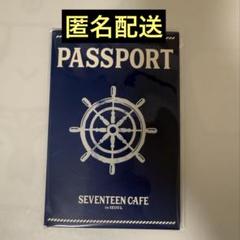 匿名配送
PASSPORT
SEVENTEEN CAFE
in SEOUL